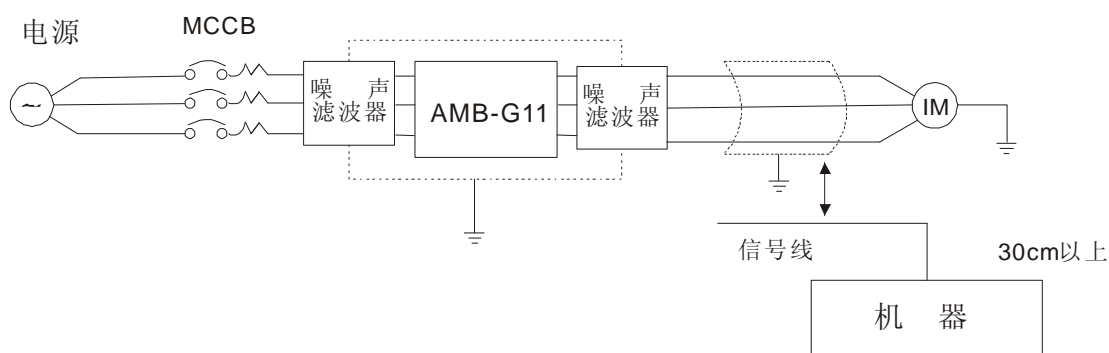 电源
MCCB
噪 声
滤波器
AMB-G11
噪 声
滤波器
IM
信号线
30cm以上
机 器